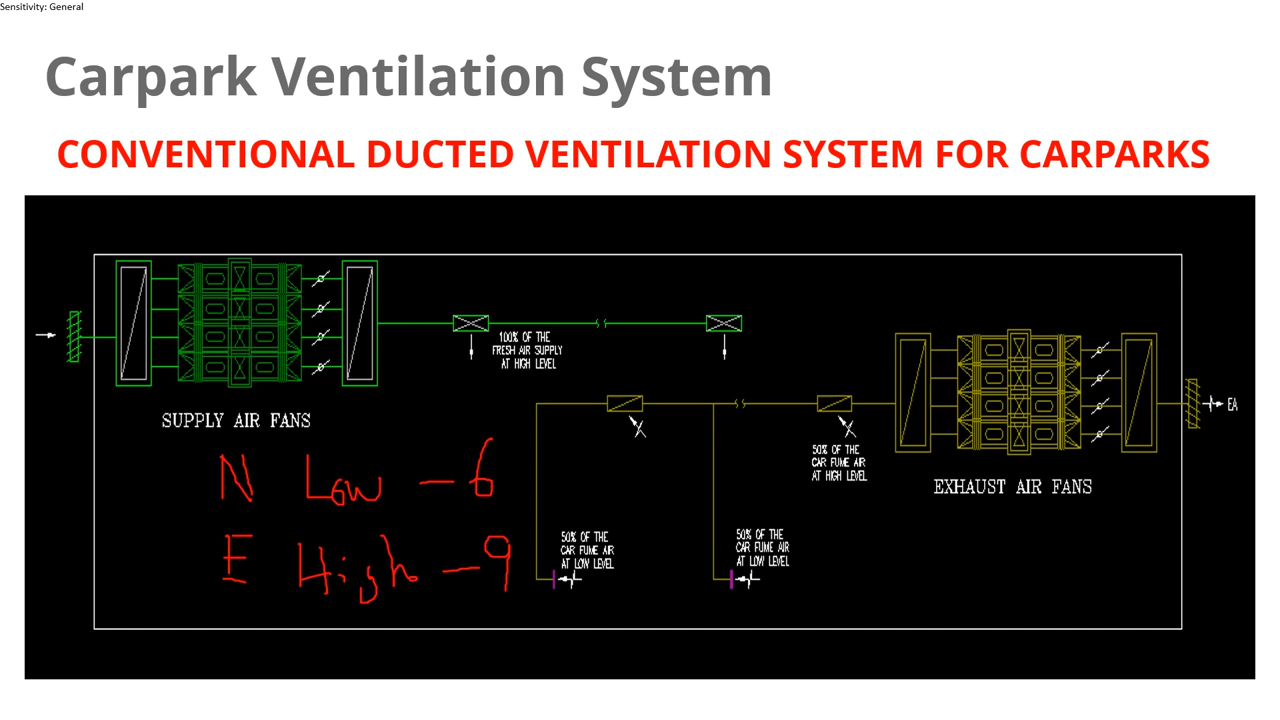 Sensitivity: General
Carpark Ventilation System
CONVENTIONAL DUCTED VENTILATION SYSTEM FOR CARPARKS
100% OF THE
FRESH AIR SUPPLY
AT HIGH LEVEL
SUPPLY AIR FANS
EA
50% OF THE
CAR FUME AIR
AT HIGH LEVEL
EXHAUST AIR FANS
N Low - 6
E High - 9
50% OF THE
CAR FUME AIR
AT LOW LEVEL
50% OF THE
CAR FUME AIR
AT LOW LEVEL